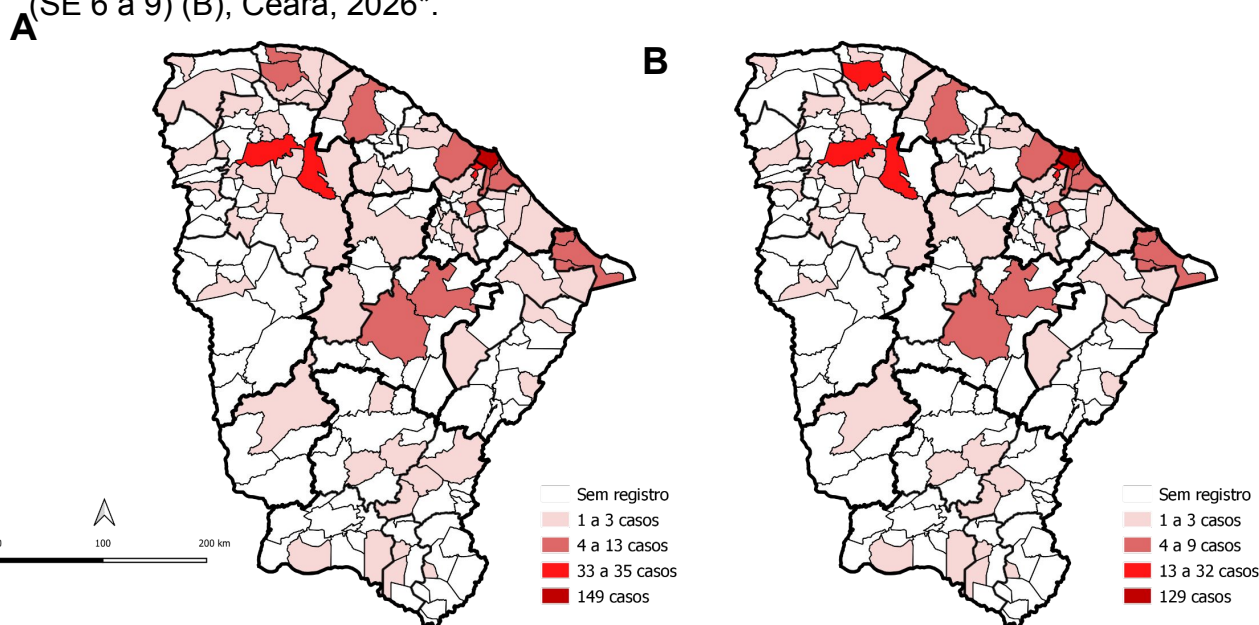 (SE 6 a 9) (B), Ceará, 2026*.
A
B
Sem registro
1 a 3 casos
4 a 13 casos
33 a 35 casos
149 casos
100
200 km
Sem registro
1 a 3 casos
4 a 9 casos
13 a 32 casos
129 casos